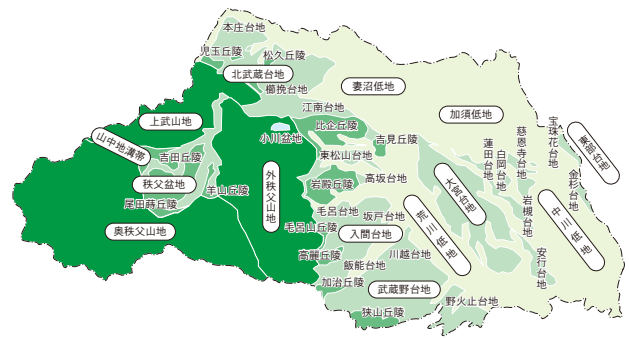 本庄台地
児玉丘陵
松久丘陵
北武蔵台地
櫛挽台地
妻沼低地
江南台地
加須低地
上武山地
比企丘陵
宝珠花台地
慈恩寺台地
小川盆地
吉見丘陵
蓮田台地
白岡台地
東部台地
山中地溝帯
吉田丘陵
東松山台地
金杉台地
秩父盆地
羊山丘陵
外秩父山地
岩殿丘陵
高坂台地
大宮台地
尾田蒔丘陵
岩槻台地
中川低地
毛呂台地
坂戸台地
荒川低地
奥秩父山地
毛呂山丘陵
入間台地
高麗丘陵
飯能台地
川越台地
安行台地
加治丘陵
武蔵野台地
野火止台地
狭山丘陵